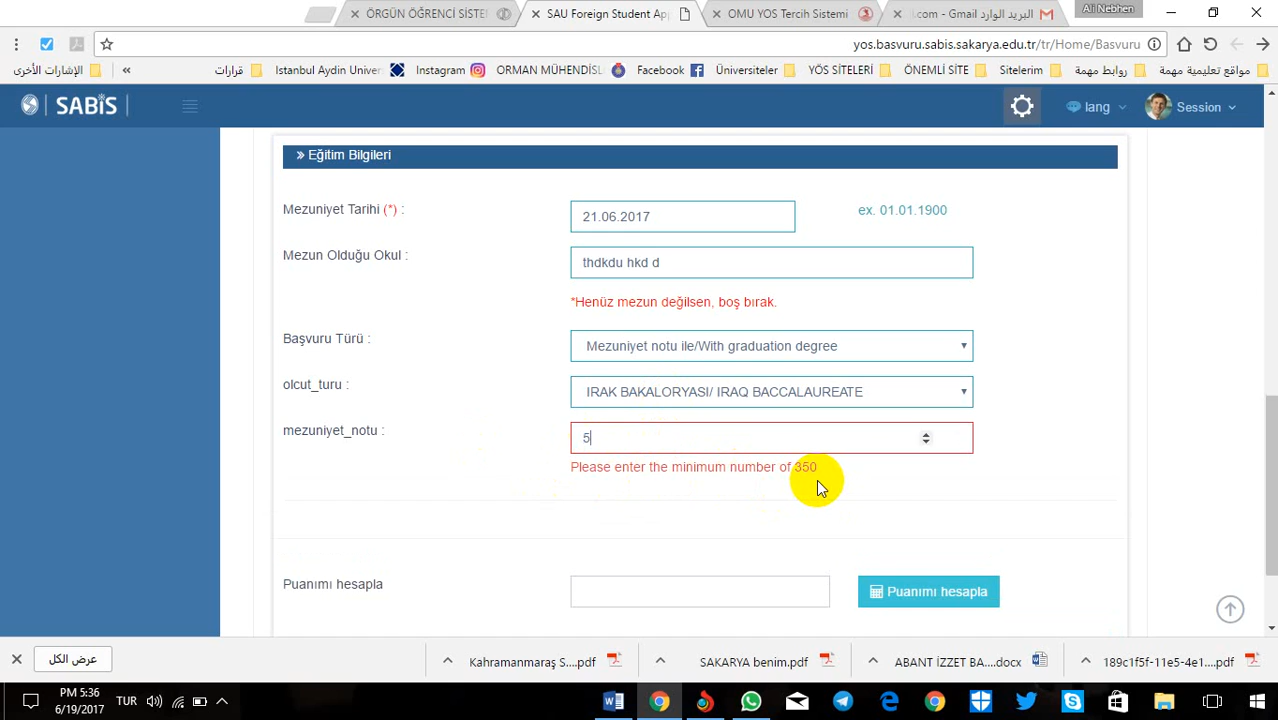 ÖRGÜN ÖĞRENCİ SİSTE
SAU Foreign Student App
OMU YOS Tercih Sistemi
البريد الوارد - Gmail
Ali Nebhen
yos.basvuru.sabis.sakarya.edu.tr/tr/Home/Basvuru
الإشارات الأخرى
«
قرارات
Istanbul Aydin Univer
Instagram
ORMAN MÜHENDİSL
Facebook
Üniversiteler
YÖS SİTELERİ
ÖNEMLİ SİTE
Sitelerim
روابط مهمة
مواقع تعليمية مهمة
SABİS
lang
Session
» Eğitim Bilgileri
Mezuniyet Tarihi (*) :
21.06.2017
ex. 01.01.1900
Mezun Olduğu Okul :
thdkdu hkd d
*Henüz mezun değilsen, boş bırak.
Başvuru Türü :
Mezuniyet notu ile/With graduation degree
olcut_turu :
IRAK BAKALORYASI/ IRAQ BACCALAUREATE
mezuniyet_notu :
5
Please enter the minimum number of 350
Puanımı hesapla
Puanımı hesapla
عرض الكل
Kahramanmaraş S....pdf
SAKARYA benim.pdf
ABANT İZZET BA....docx
189c1f5f-11e5-4e1....pdf
PM 5:36
6/19/2017
TUR